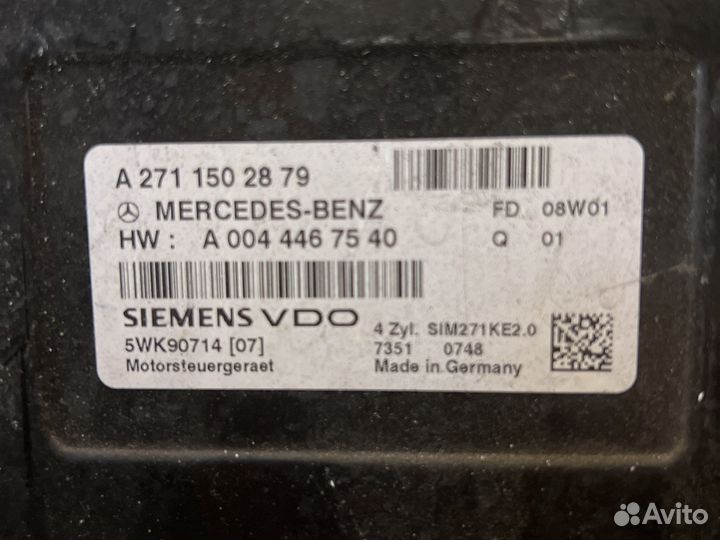 A 271 150 28 79
MERCEDES-BENZ FD 08W01
HW : A 004 446 75 40 Q 01
SIEMENS VDO 4 Zyl. SIM271KE2.0
5WK90714 [07] 7351 0748
Motorsteuergeraet Made in Germany
Avito